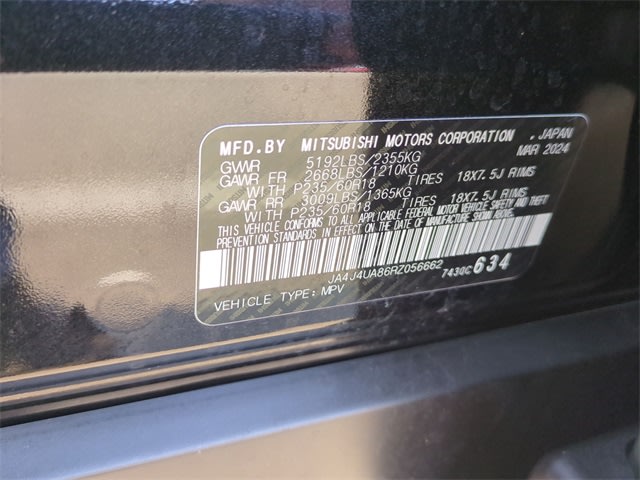 MFD.BY MITSUBISHI MOTORS CORPORATION, JAPAN
MAR 2024
GVWR 5192LBS/2355KG
GAWR FR 2668LBS/1210KG
WITH P235/60R18 TIRES 18X7.5J RIMS
GAWR RR 3009LBS/1365KG
WITH P235/60R18 TIRES 18X7.5J RIMS
THIS VEHICLE CONFORMS TO ALL APPLICABLE FEDERAL MOTOR VEHICLE SAFETY AND THEFT
PREVENTION STANDARDS IN EFFECT ON THE DATE OF MANUFACTURE SHOWN ABOVE.
JA4J4UA86RZ056662
7430C634
VEHICLE TYPE: MPV